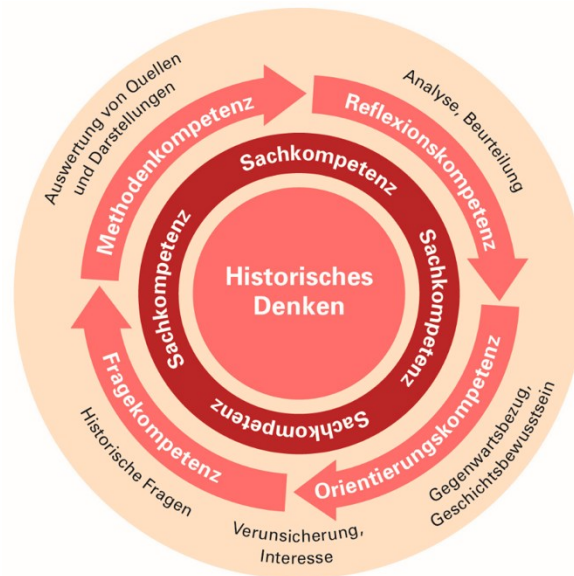 Historisches
Denken
Sachkompetenz
Sachkompetenz
Sachkompetenz
Sachkompetenz
Fragekompetenz
Methodenkompetenz
Reflexionskompetenz
Orientierungskompetenz
Historische Fragen
Auswertung von Quellen
und Darstellungen
Analyse, Beurteilung
Gegenwartsbezug,
Geschichtsbewusstsein
Verunsicherung,
Interesse